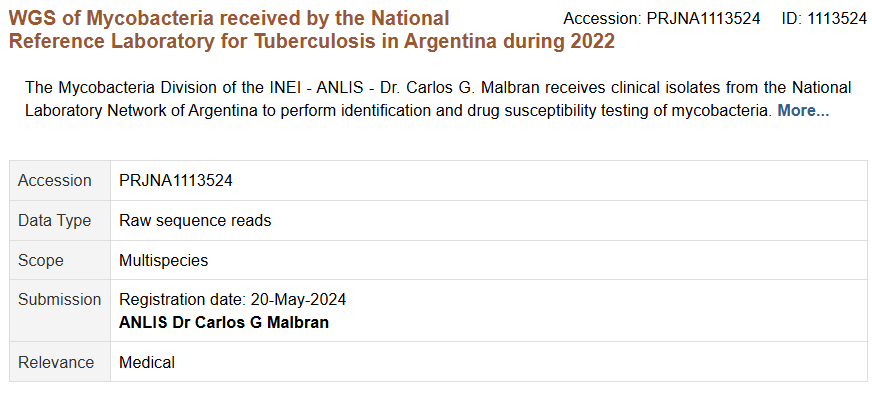 WGS of Mycobacteria received by the National
Accession: PRJNA1113524 ID: 1113524
Reference Laboratory for Tuberculosis in Argentina during 2022
The Mycobacteria Division of the INEI - ANLIS - Dr. Carlos G. Malbran receives clinical isolates from the National
Laboratory Network of Argentina to perform identification and drug susceptibility testing of mycobacteria. More...
Accession PRJNA1113524
Data Type Raw sequence reads
Scope Multispecies
Submission Registration date: 20-May-2024
ANLIS Dr Carlos G Malbran
Relevance Medical